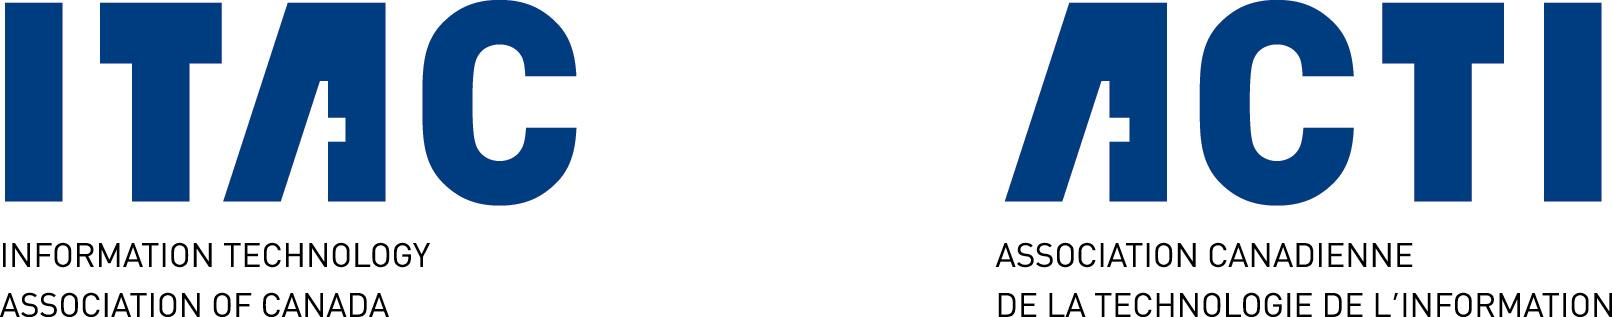 ITAC
INFORMATION TECHNOLOGY
ASSOCIATION OF CANADA
ACTI
ASSOCIATION CANADIENNE
DE LA TECHNOLOGIE DE L’INFORMATION